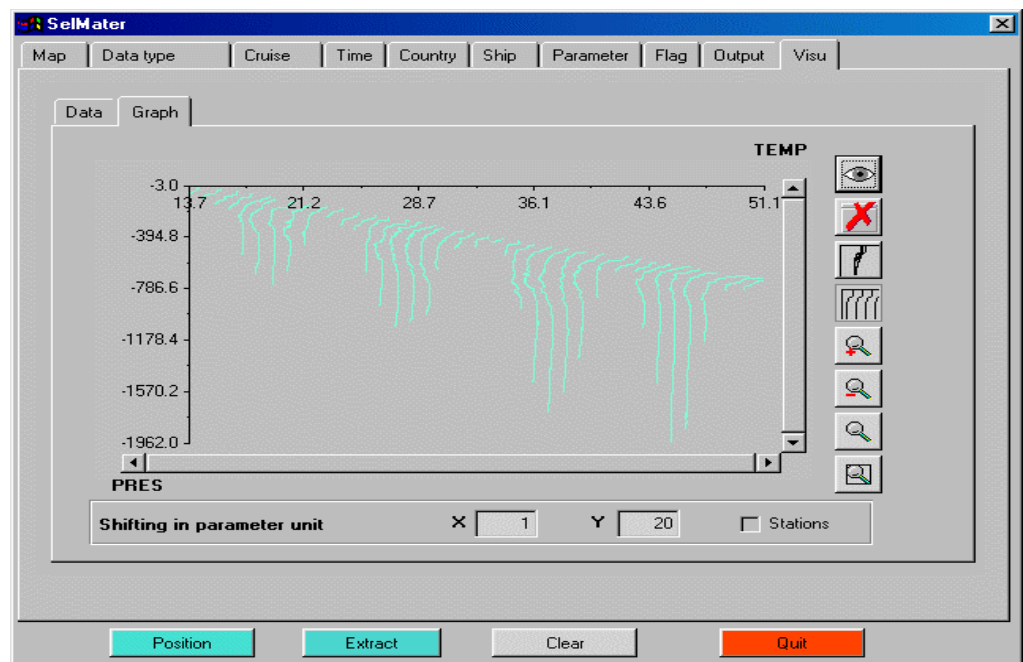 SelMater
Map Data type Cruise Time Country Ship Parameter Flag Output Visu
Data Graph
TEMP
-3.0
13.7 21.2 28.7 36.1 43.6 51.1
-394.8
-786.6
-1178.4
-1570.2
-1962.0
PRES
Shifting in parameter unit X 1 Y 20 Stations
Position Extract Clear Quit